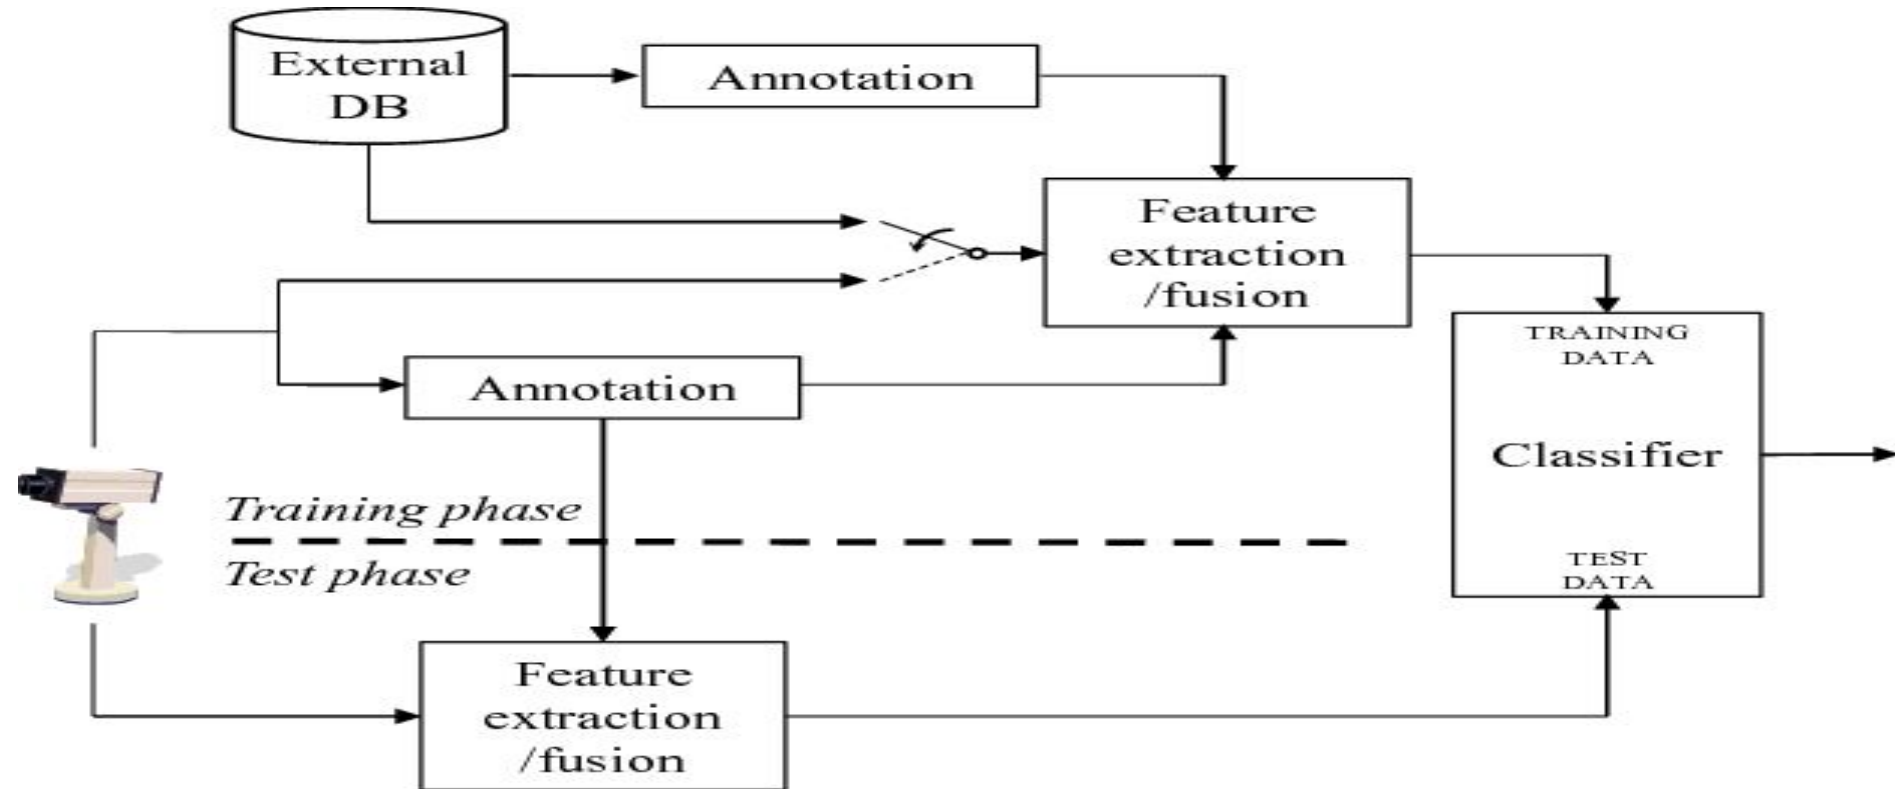 External
DB
Annotation
Feature
extraction
/fusion
TRAINING
DATA
Annotation
Classifier
Training phase
Test phase
TEST
DATA
Feature
extraction
/fusion